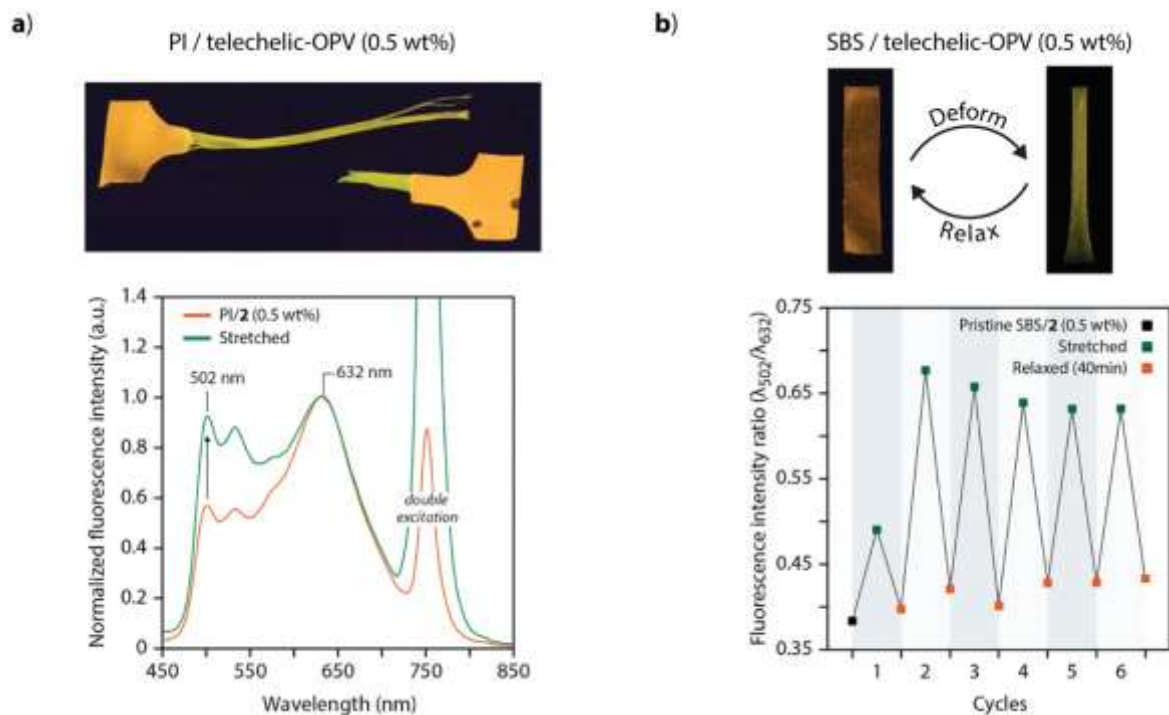 a)
PI / telechelic-OPV (0.5 wt%)
Normalized fluorescence intensity (a.u.)
1.4
1.2
1.0
0.8
0.6
0.4
0.2
0
PI/2 (0.5 wt%)
Stretched
502 nm
632 nm
double
excitation
450
550
650
750
850
Wavelength (nm)
b)
SBS / telechelic-OPV (0.5 wt%)
Deform
Relax
Fluorescence intensity ratio (λ502/λ632)
0.75
0.65
0.55
0.45
0.35
Pristine SBS/2 (0.5 wt%)
Stretched
Relaxed (40min)
1
2
3
4
5
6
Cycles